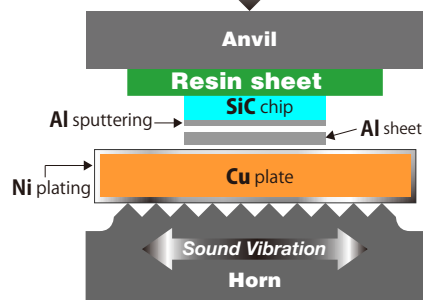 Anvil
Resin sheet
SiC chip
Al sputtering
Al sheet
Ni plating
Cu plate
Sound Vibration
Horn